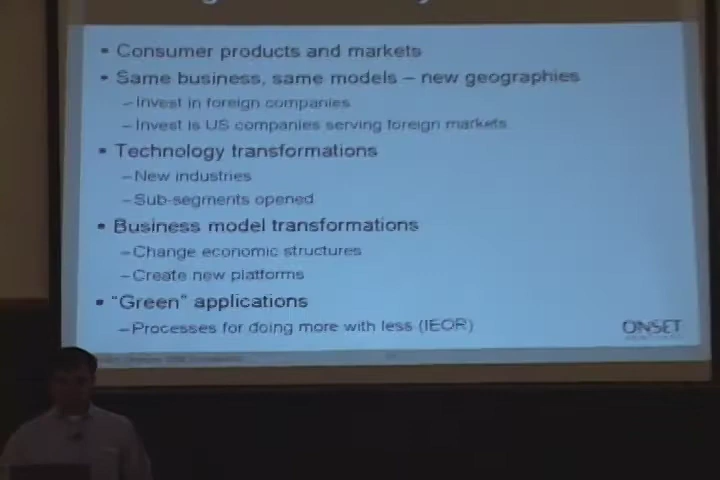 • Consumer products and markets
• Same business, same models – new geographies
– Invest in foreign companies
– Invest is US companies serving foreign markets
• Technology transformations
– New industries
– Sub-segments opened
• Business model transformations
– Change economic structures
– Create new platforms
• "Green" applications
– Processes for doing more with less (IEOR)
ONSET